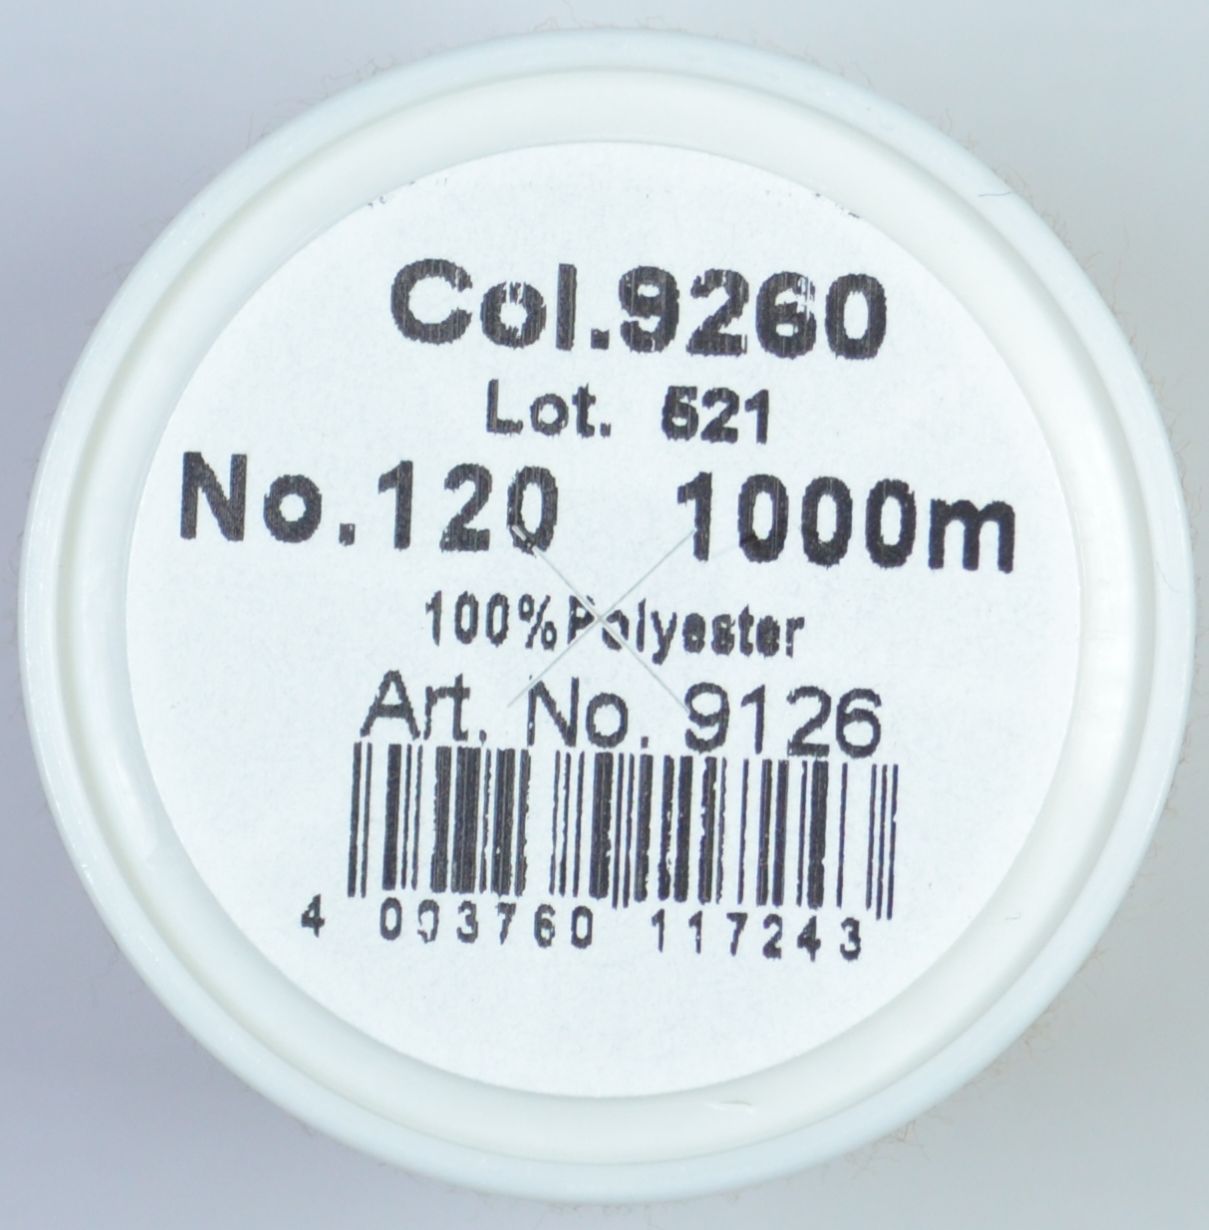 Col.9260
Lot. 521
No.120 1000m
100% Polyester
Art. No. 9126
4 003760 117243